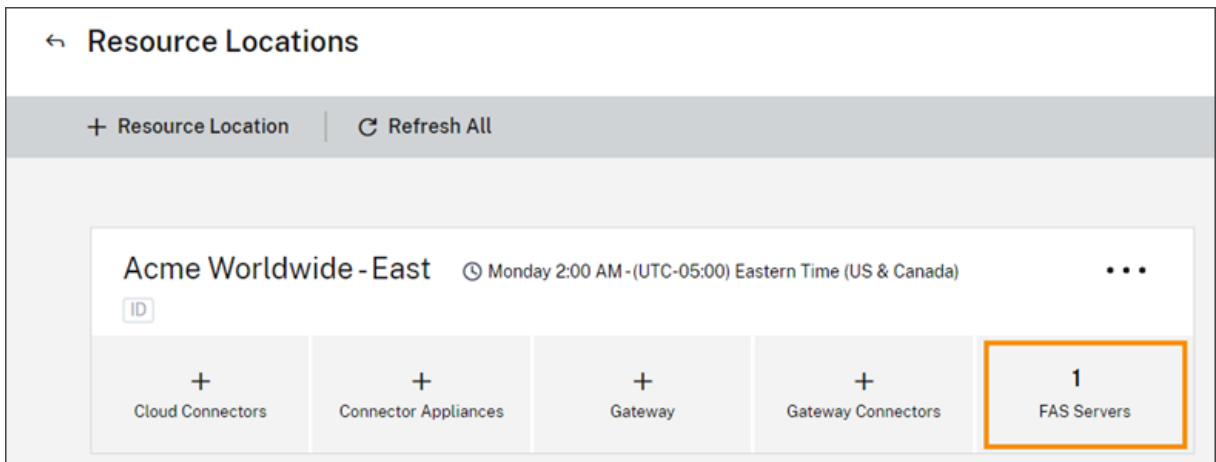 Resource Locations
+ Resource Location Refresh All
Acme Worldwide - East Monday 2:00 AM - (UTC-05:00) Eastern Time (US & Canada)
ID
+ + + + 1
Cloud Connectors Connector Appliances Gateway Gateway Connectors FAS Servers